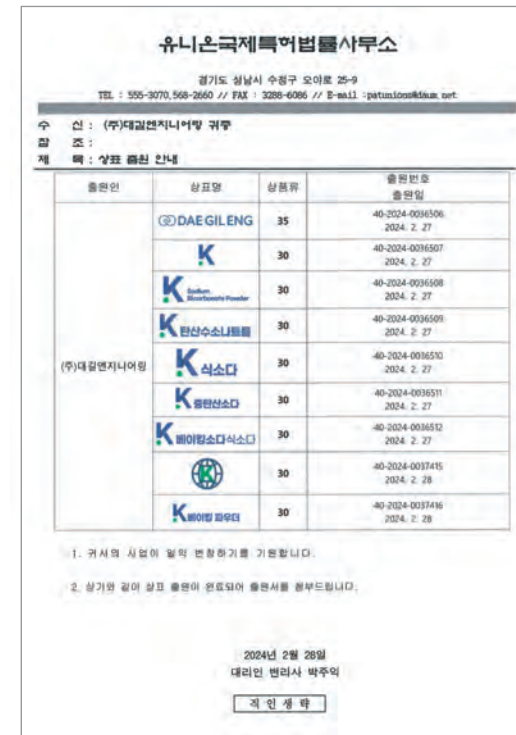 유니온국제특허법률사무소
경기도 성남시 수정구 오야로 25-9
TEL : 555-3070, 568-2660 // FAX : 3288-6086 // E-mail :patunions@daum.net
수 신 : (주)대길엔지니어링 귀중
참 조 :
제 목 : 상표 출원 안내
출원인 상표명 상품류 출원번호 출원일
(주)대길엔지니어링
DAE GIL ENG 35 40-2024-0036506 2024. 2. 27
K 30 40-2024-0036507 2024. 2. 27
K Sodium Bicarbonate Powder 30 40-2024-0036508 2024. 2. 27
K 탄산수소나트륨 30 40-2024-0036509 2024. 2. 27
K 식소다 30 40-2024-0036510 2024. 2. 27
K 중탄산소다 30 40-2024-0036511 2024. 2. 27
K 베이킹소다식소다 30 40-2024-0036512 2024. 2. 27
K 30 40-2024-0037415 2024. 2. 28
K 베이킹 파우더 30 40-2024-0037416 2024. 2. 28
1. 귀사의 사업이 일익 번창하기를 기원합니다.
2. 상기와 같이 상표 출원이 완료되어 출원서를 첨부드립니다.
2024년 2월 28일
대리인 변리사 박주익
직 인 생 략